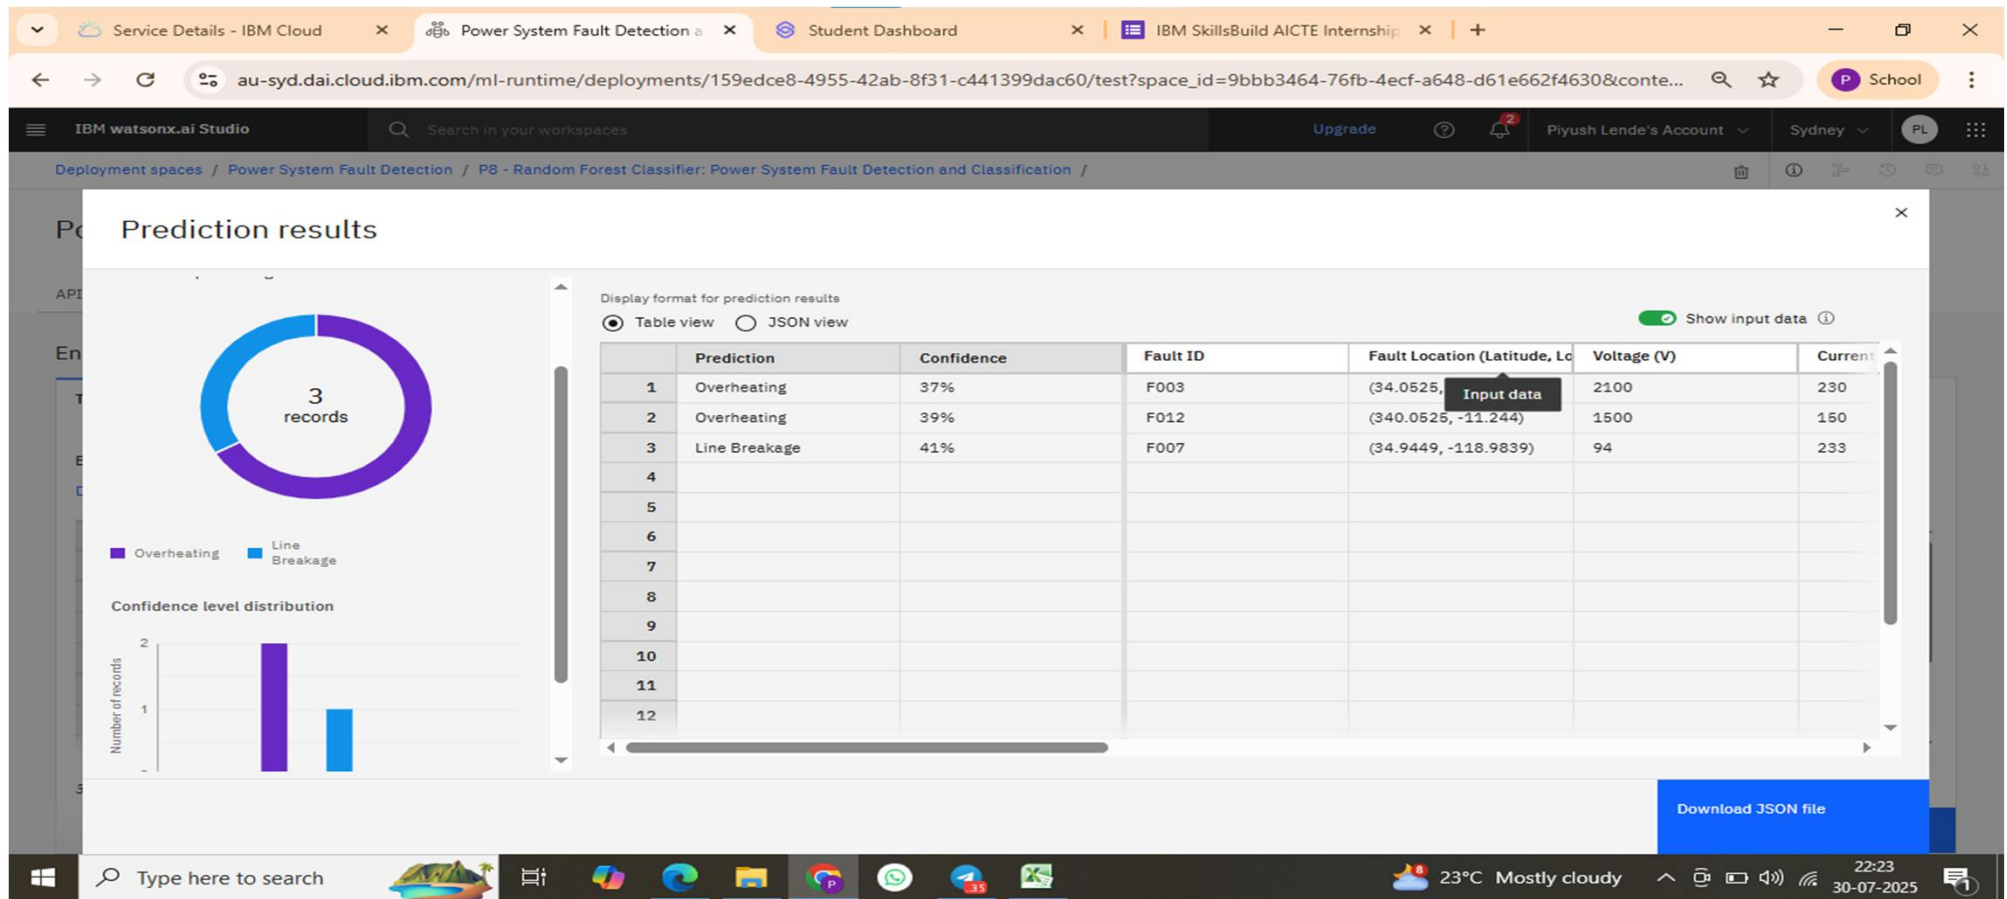 Service Details - IBM Cloud
Power System Fault Detection a
Student Dashboard
IBM SkillsBuild AICTE Internship
au-syd.dai.cloud.ibm.com/ml-runtime/deployments/159edce8-4955-42ab-8f31-c441399dac60/test?space_id=9bbb3464-76fb-4ecf-a648-d61e662f4630&conte...
P School
IBM watsonx.ai Studio
Search in your workspaces
Upgrade
2
Piyush Lende's Account
Sydney
PL
Deployment spaces / Power System Fault Detection / P8 - Random Forest Classifier: Power System Fault Detection and Classification /
Po
Prediction results
API
En
3
records
Overheating
Line
Breakage
Confidence level distribution
Number of records
2
1
Display format for prediction results
Table view JSON view
Show input data
Prediction Confidence Fault ID Fault Location (Latitude, Lo Voltage (V) Current
1 Overheating 37% F003 (34.0525, 2100 230
Input data
2 Overheating 39% F012 (340.0525, -11.244) 1500 150
3 Line Breakage 41% F007 (34.9449, -118.9839) 94 233
4
5
6
7
8
9
10
11
12
Download JSON file
Type here to search
35
8
23°C Mostly cloudy
22:23
30-07-2025
1